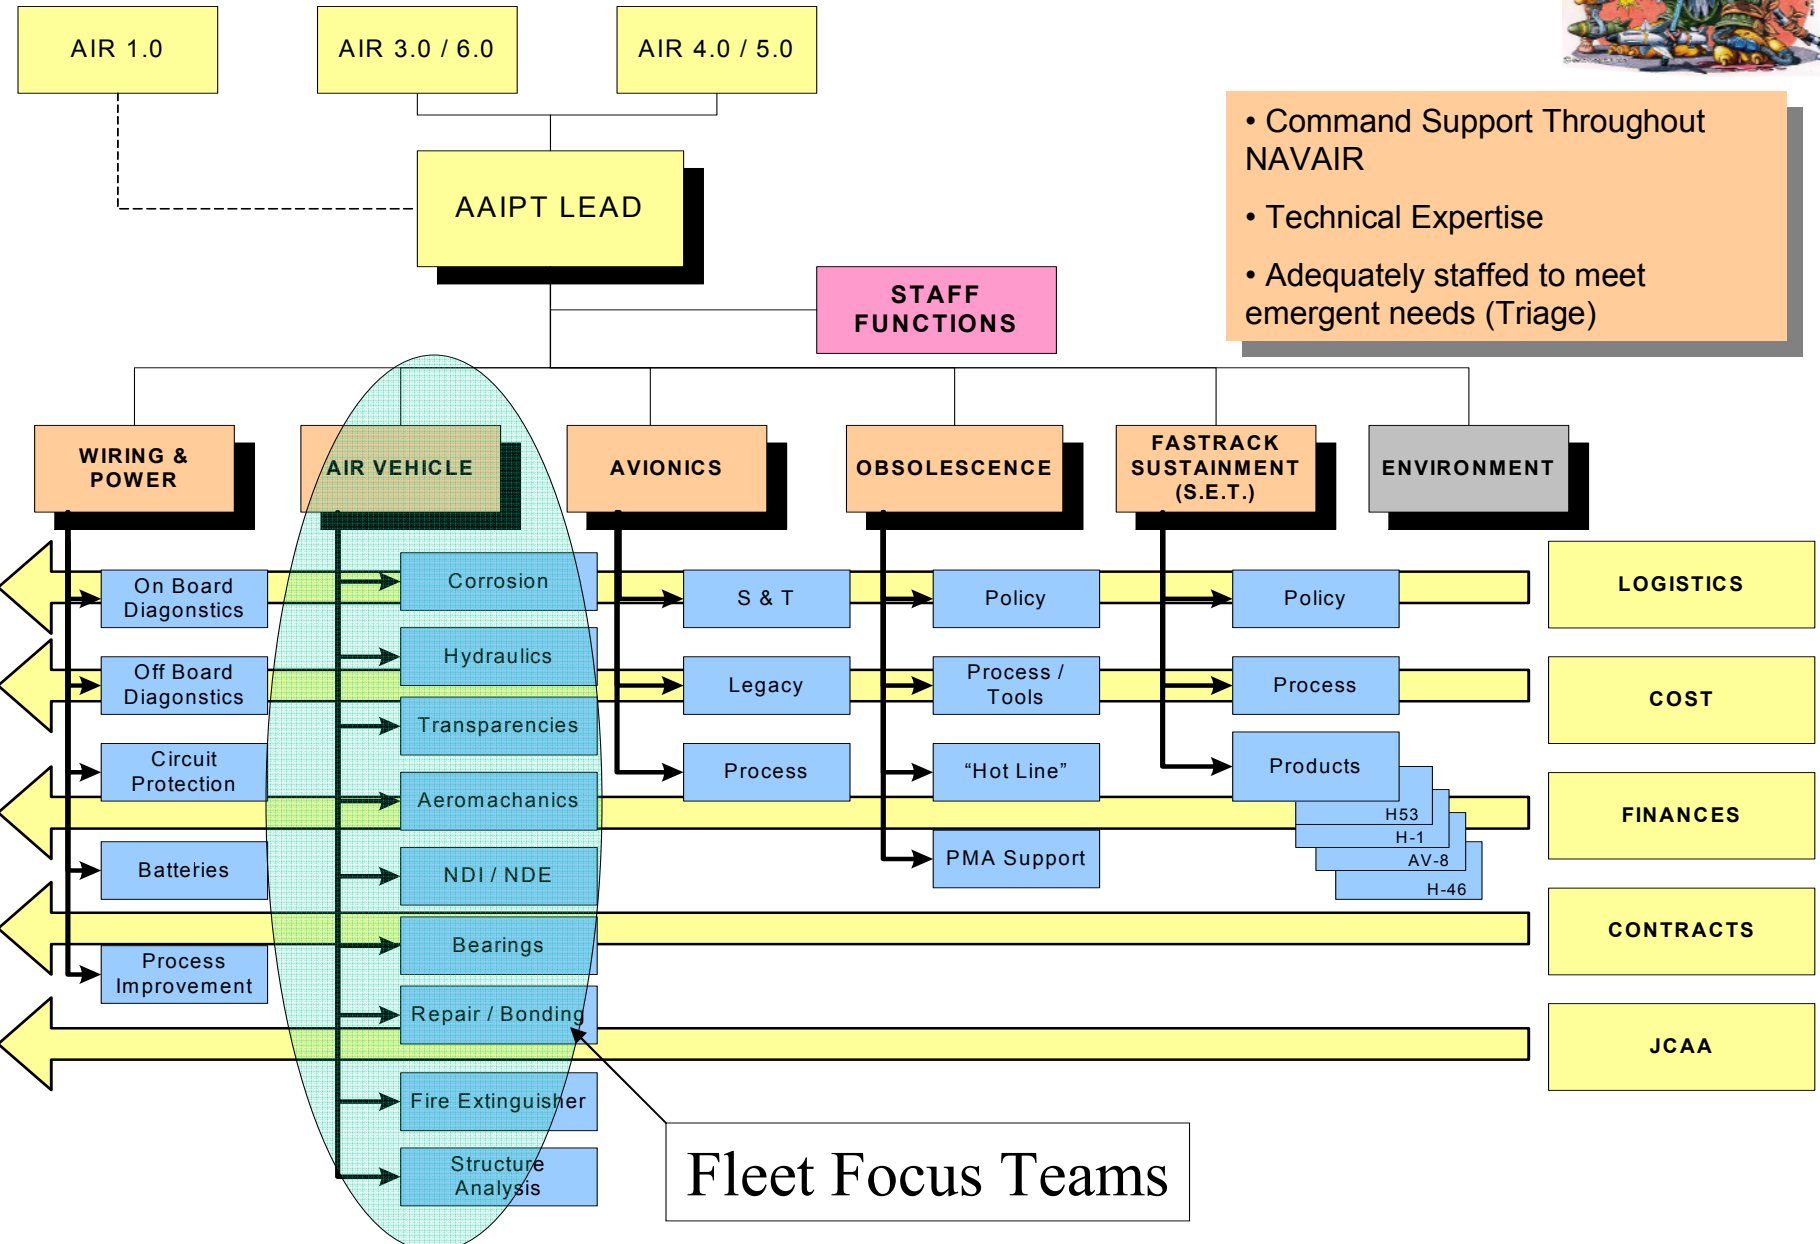 AIR 1.0
AIR 3.0 / 6.0
AIR 4.0 / 5.0
AAIPT LEAD
STAFF
FUNCTIONS
• Command Support Throughout
NAVAIR
• Technical Expertise
• Adequately staffed to meet
emergent needs (Triage)
WIRING &
POWER
AIR VEHICLE
AVIONICS
OBSOLESCENCE
FASTRACK
SUSTAINMENT
(S.E.T.)
ENVIRONMENT
On Board
Diagonstics
Off Board
Diagonstics
Circuit
Protection
Batteries
Process
Improvement
Corrosion
Hydraulics
Transparencies
Aeromachanics
NDI / NDE
Bearings
Repair / Bonding
Fire Extinguisher
Structure
Analysis
S & T
Legacy
Process
Policy
Process /
Tools
“Hot Line”
PMA Support
Policy
Process
Products
H53
H-1
AV-8
H-46
LOGISTICS
COST
FINANCES
CONTRACTS
JCAA
Fleet Focus Teams